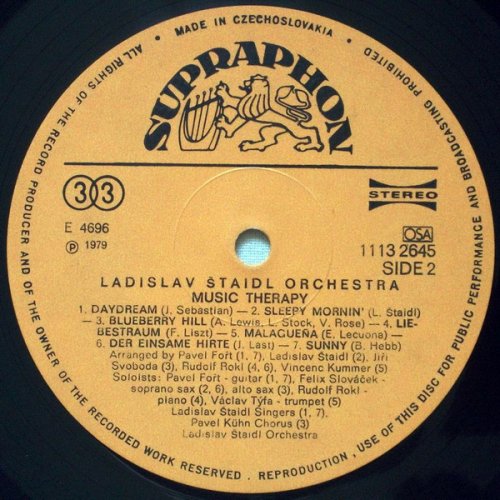 ALL RIGHTS OF THE RECORD PRODUCER AND OF THE OWNER OF THE RECORDED WORK RESERVED . REPRODUCTION , USE OF THIS DISC FOR PUBLIC PERFORMANCE AND BROADCASTING PROHIBITED
• MADE IN CZECHOSLOVAKIA •
SUPRAPHON
33
STEREO
E 4696
Ⓟ 1979
OSA
1113 2645
SIDE 2
LADISLAV ŠTAIDL ORCHESTRA
MUSIC THERAPY
1. DAYDREAM (J. Sebastian) — 2. SLEEPY MORNIN' (L. Štaidl)
— 3. BLUEBERRY HILL (A. Lewis, L. Stock, V. Rose) — 4. LIE-
BESTRAUM (F. Liszt) — 5. MALAGUEÑA (E. Lecuona) —
6. DER EINSAME HIRTE (J. Last) — 7. SUNNY (B. Hebb)
Arranged by Pavel Fořt (1, 7), Ladislav Štaidl (2), Jiří
Svoboda (3), Rudolf Rokl (4, 6), Vincenc Kummer (5)
Soloists: Pavel Fořt - guitar (1, 7), Felix Slováček -
soprano sax (2, 6), alto sax (3), Rudolf Rokl -
piano (4), Václav Týfa - trumpet (5)
Ladislav Štaidl Singers (1, 7).
Pavel Kühn Chorus (3)
Ladislav Štaidl Orchestra